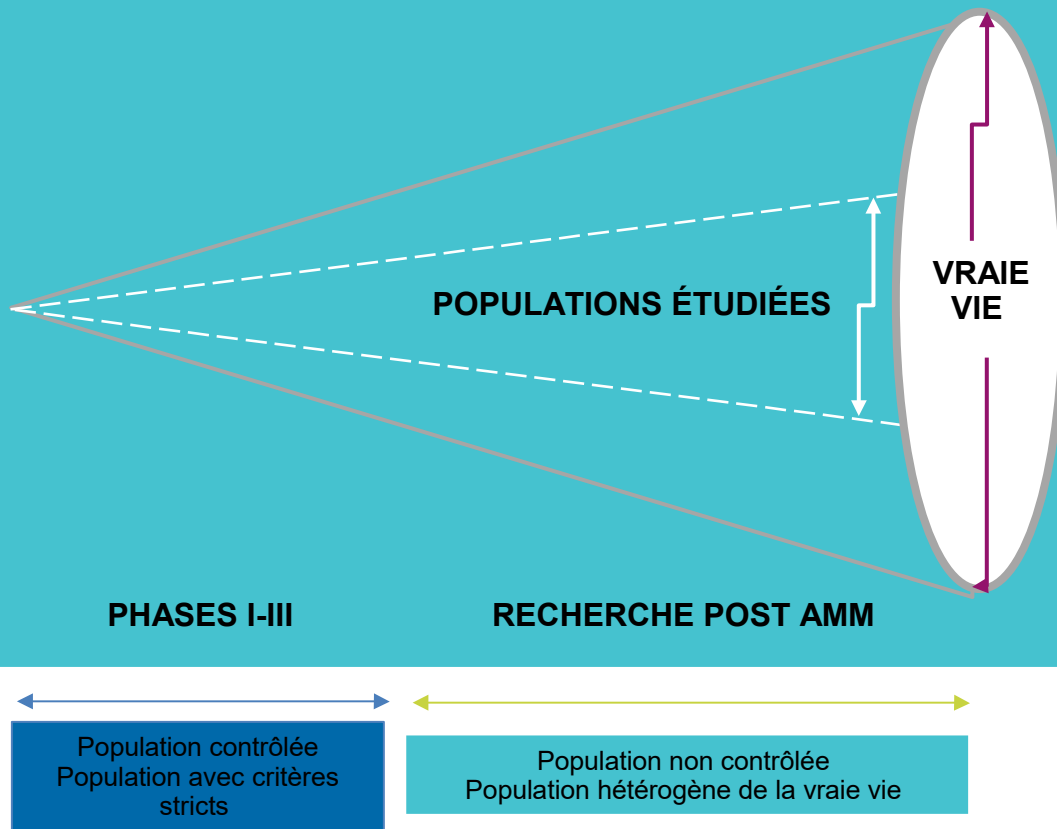 VRAIE
VIE
POPULATIONS ÉTUDIÉES
PHASES I-III
RECHERCHE POST AMM
Population contrôlée
Population avec critères
stricts
Population non contrôlée
Population hétérogène de la vraie vie